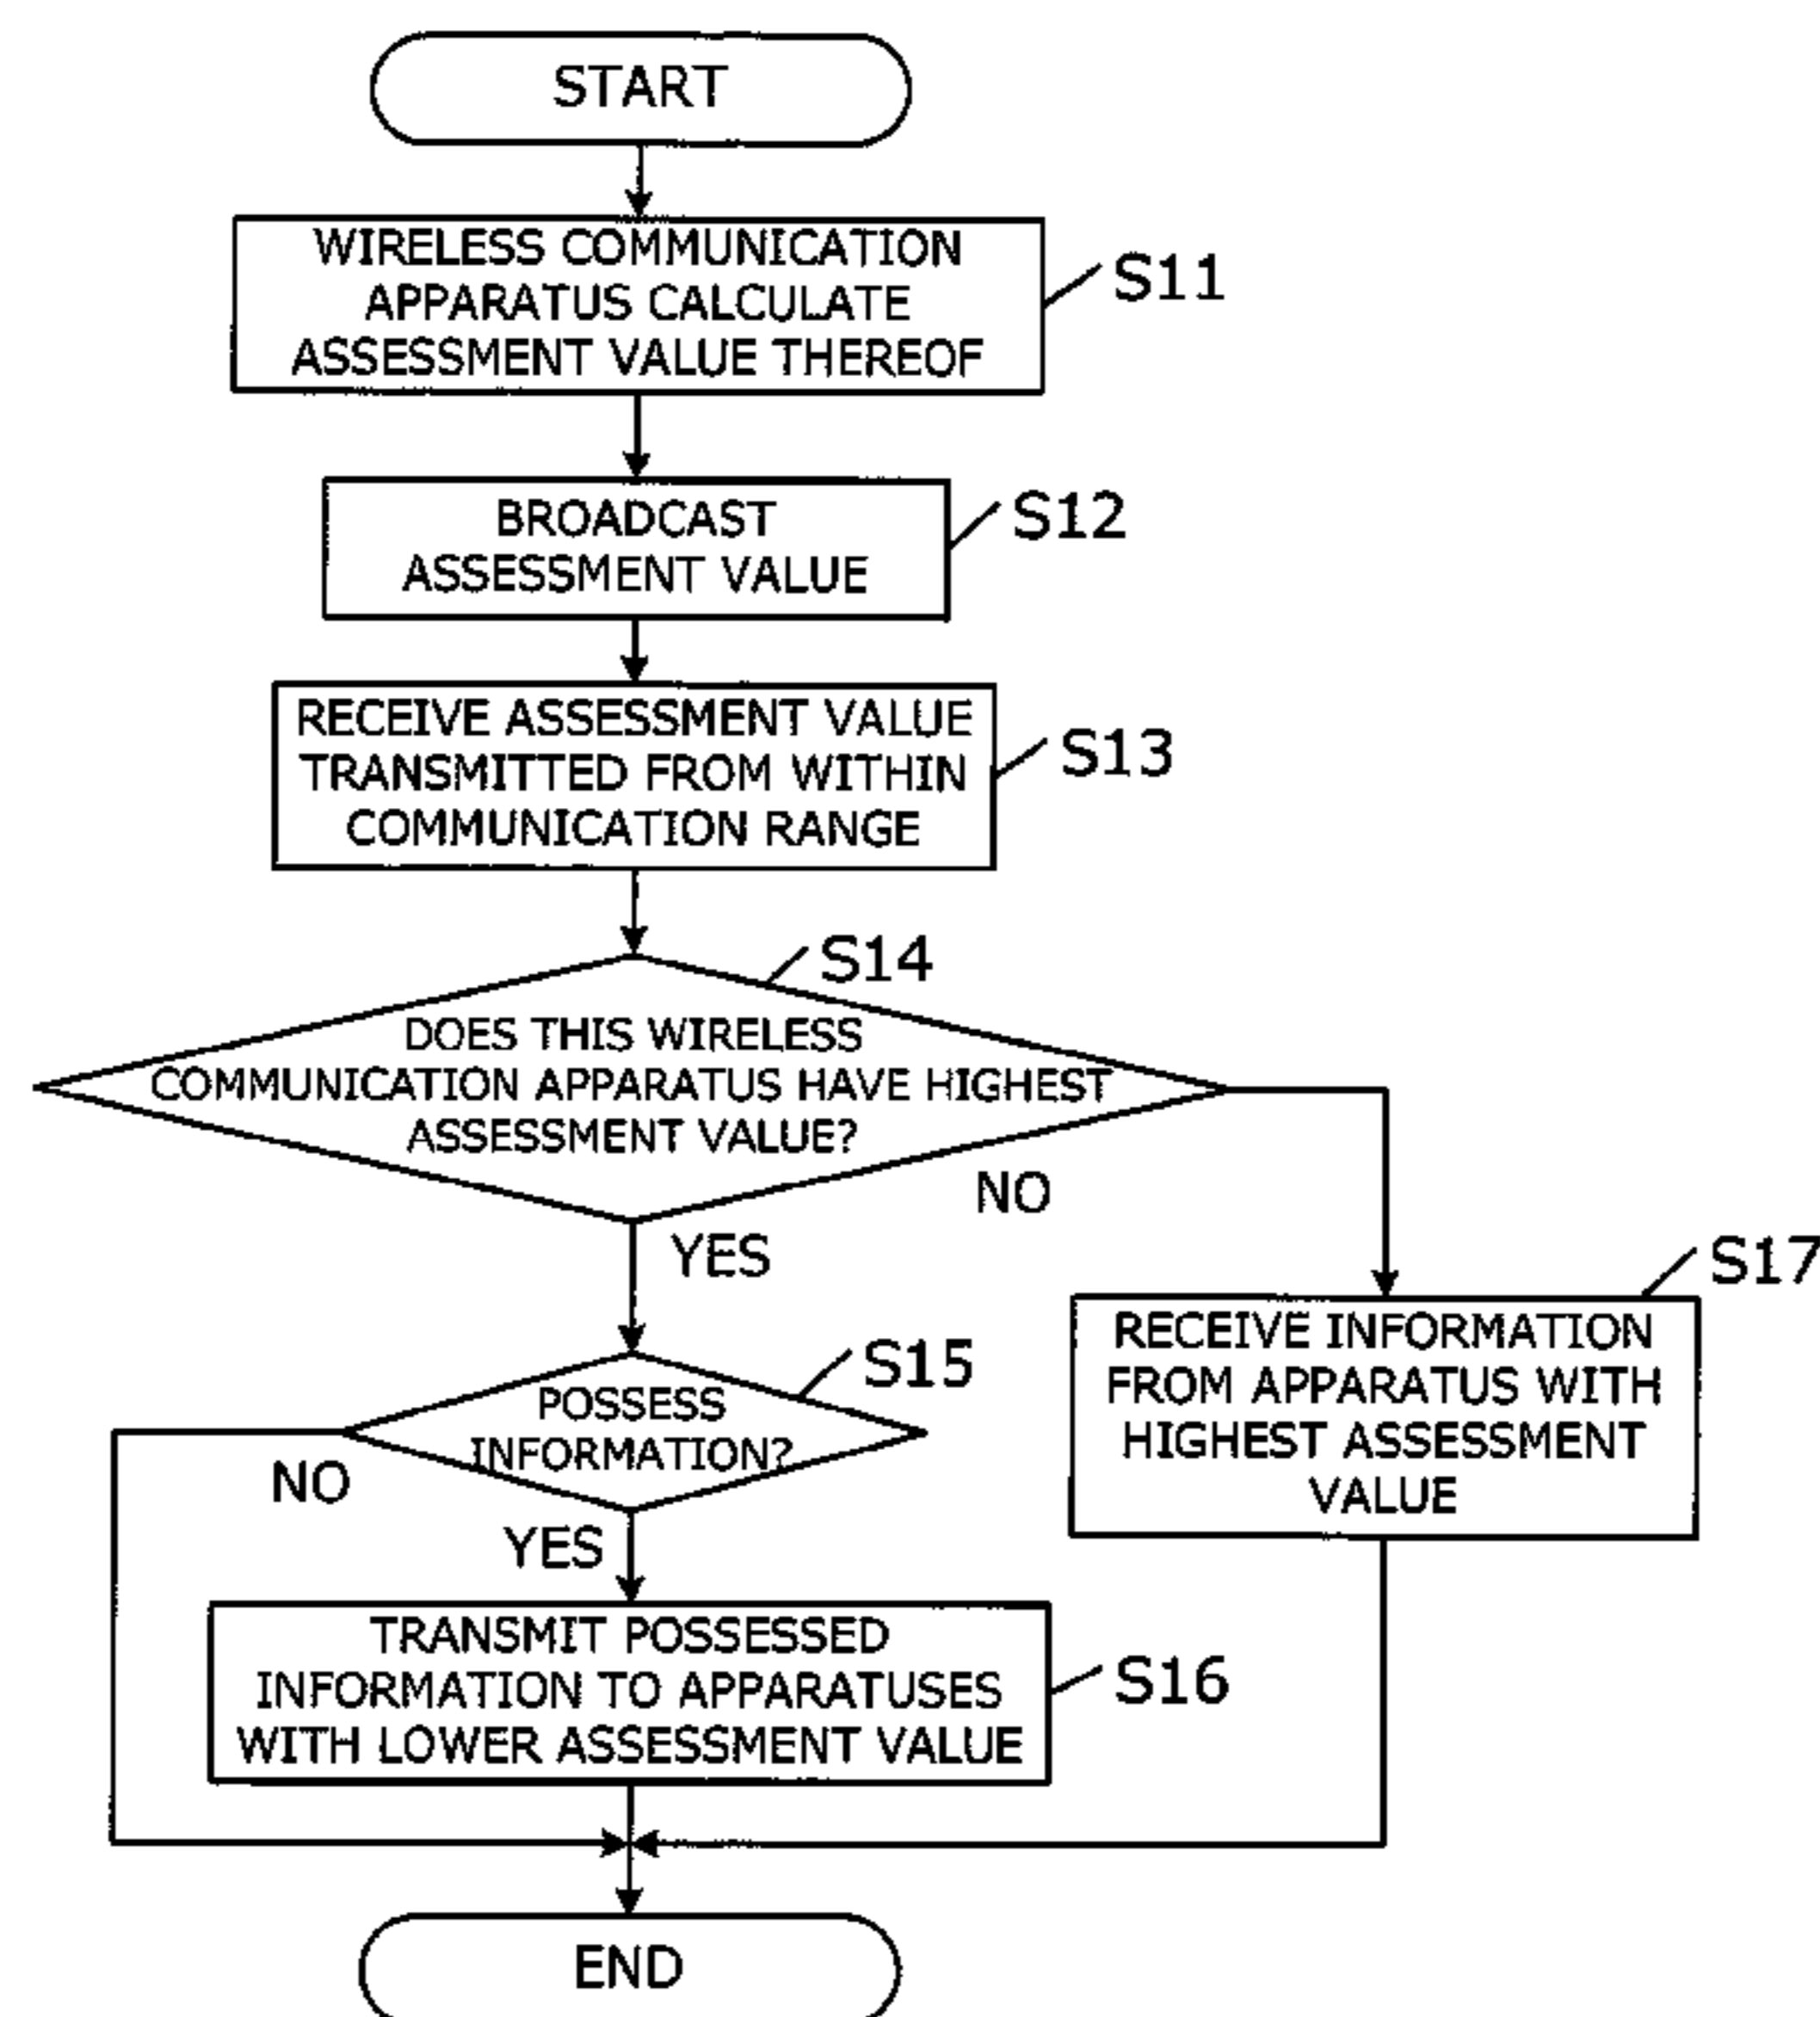 START
WIRELESS COMMUNICATION
APPARATUS CALCULATE
ASSESSMENT VALUE THEREOF
S11
BROADCAST
ASSESSMENT VALUE
S12
RECEIVE ASSESSMENT VALUE
TRANSMITTED FROM WITHIN
COMMUNICATION RANGE
S13
S14
DOES THIS WIRELESS
COMMUNICATION APPARATUS HAVE HIGHEST
ASSESSMENT VALUE?
NO
YES
S17
RECEIVE INFORMATION
FROM APPARATUS WITH
HIGHEST ASSESSMENT
VALUE
S15
POSSESS
INFORMATION?
NO
YES
TRANSMIT POSSESSED
INFORMATION TO APPARATUSES
WITH LOWER ASSESSMENT VALUE
S16
END